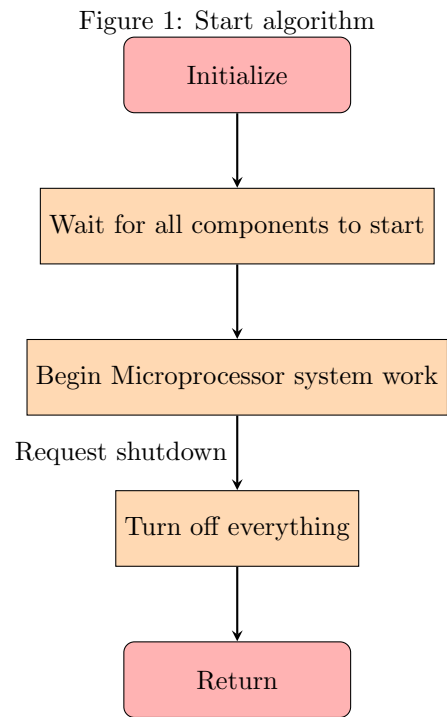 Figure 1: Start algorithm
Initialize
Wait for all components to start
Begin Microprocessor system work
Request shutdown
Turn off everything
Return